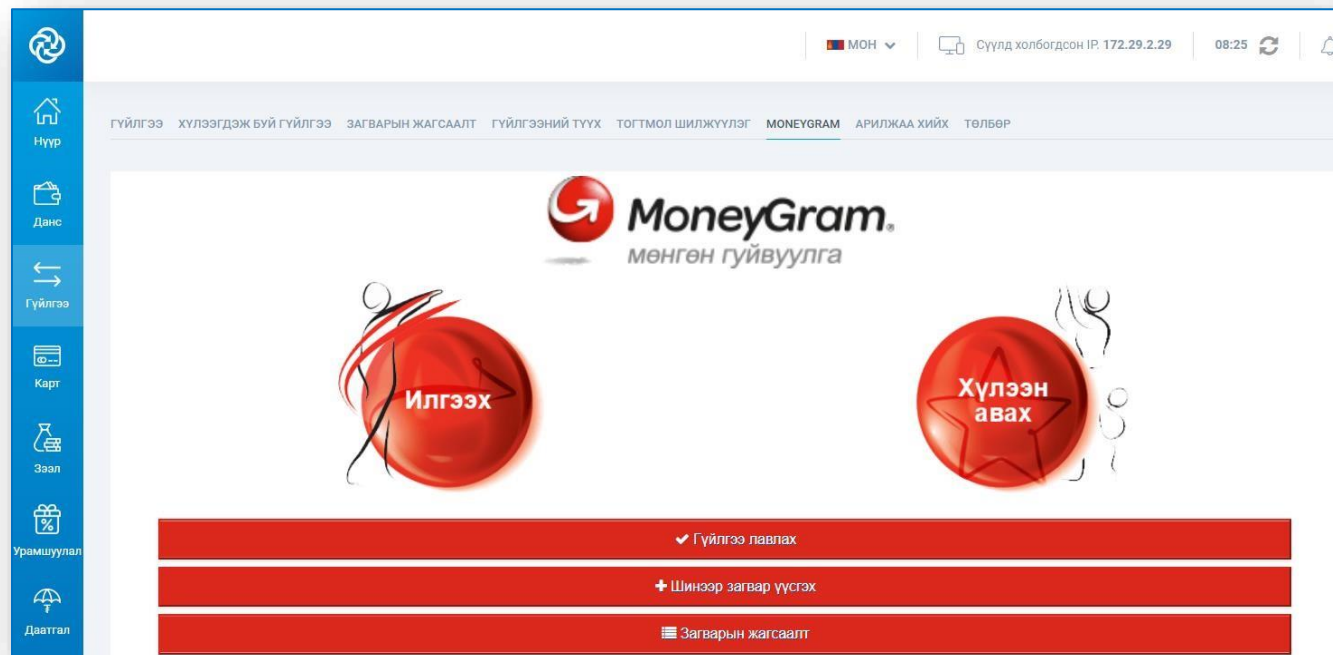 МОН
Сүүлд холбогдсон IP. 172.29.2.29
08:25
Нүүр
Данс
Гүйлгээ
Карт
Зээл
Урамшуулал
Даатгал
ГҮЙЛГЭЭ ХҮЛЭЭГДЭЖ БУЙ ГҮЙЛГЭЭ ЗАГВАРЫН ЖАГСААЛТ ГҮЙЛГЭЭНИЙ ТҮҮХ ТОГТМОЛ ШИЛЖҮҮЛЭГ MONEYGRAM АРИЛЖАА ХИЙХ ТӨЛБӨР
MoneyGram®
мөнгөн гуйвуулга
Илгээх
Хүлээн
авах
Гүйлгээ лавлах
Шинээр загвар үүсгэх
Загварын жагсаалт